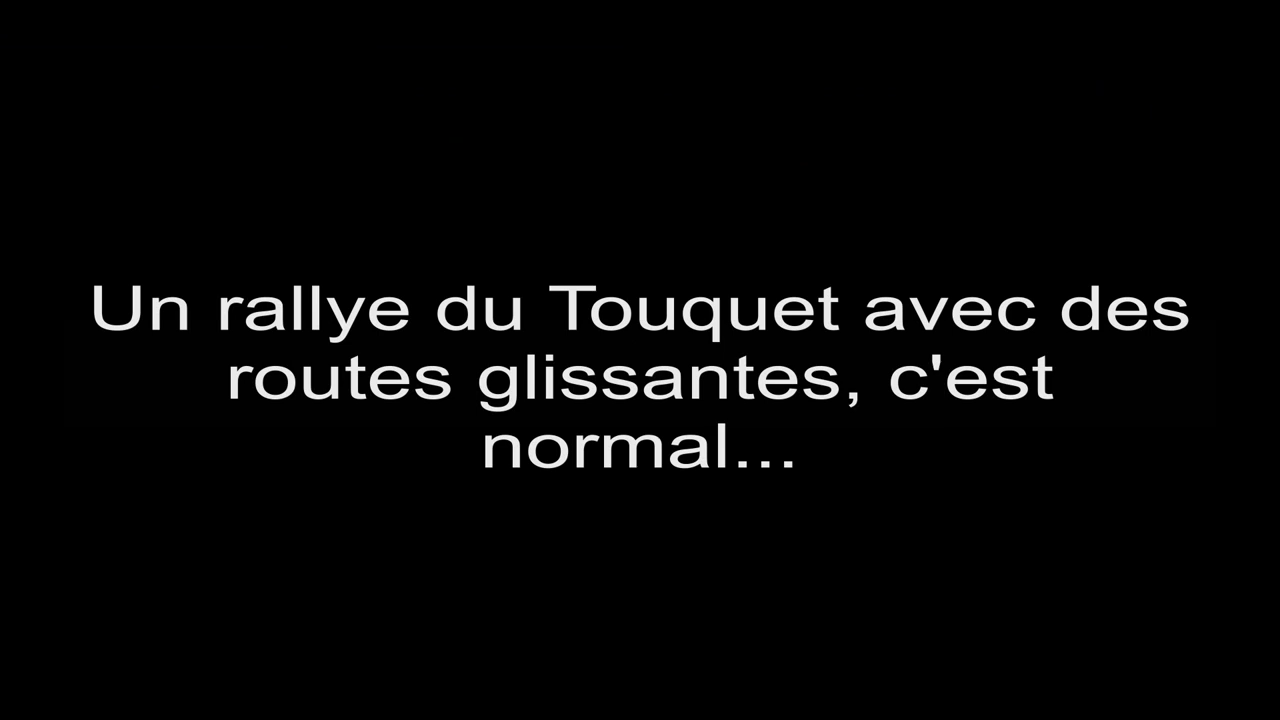 Un rallye du Touquet avec des
routes glissantes, c'est
normal...